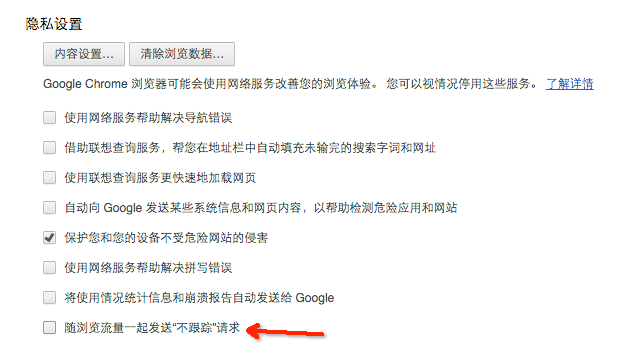 隐私设置
内容设置... 清除浏览数据...
Google Chrome 浏览器可能会使用网络服务改善您的浏览体验。 您可以视情况停用这些服务。 了解详情
使用网络服务帮助解决导航错误
借助联想查询服务，帮您在地址栏中自动填充未输完的搜索字词和网址
使用联想查询服务更快速地加载网页
自动向 Google 发送某些系统信息和网页内容，以帮助检测危险应用和网站
保护您和您的设备不受危险网站的侵害
使用网络服务帮助解决拼写错误
将使用情况统计信息和崩溃报告自动发送给 Google
随浏览流量一起发送“不跟踪”请求